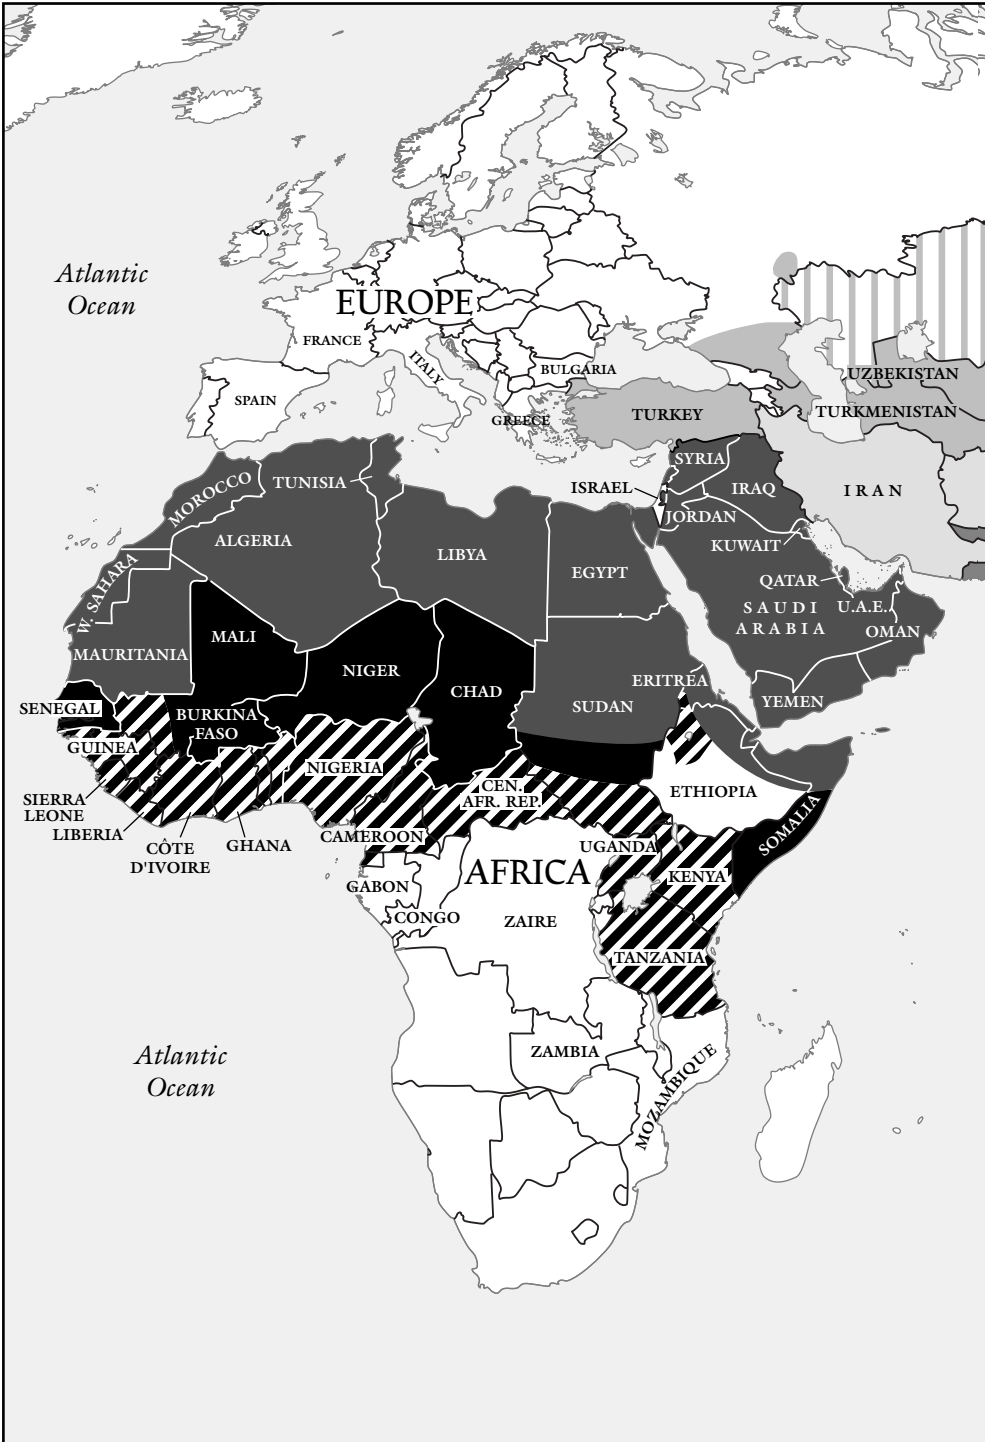 Atlantic
Ocean
EUROPE
FRANCE
ITALY
BULGARIA
SPAIN
GREECE
TURKEY
UZBEKISTAN
TURKMENISTAN
SYRIA
ISRAEL
IRAQ
IRAN
JORDAN
KUWAIT
MOROCCO
TUNISIA
ALGERIA
LIBYA
EGYPT
QATAR
SAUDI
ARABIA
U.A.E.
OMAN
W. SAHARA
MAURITANIA
MALI
NIGER
CHAD
ERITREA
SUDAN
YEMEN
SENEGAL
BURKINA
FASO
GUINEA
NIGERIA
CEN.
AFR. REP.
ETHIOPIA
SOMALIA
SIERRA
LEONE
LIBERIA
CÔTE
D'IVOIRE
GHANA
CAMEROON
UGANDA
AFRICA
KENYA
GABON
CONGO
ZAIRE
TANZANIA
Atlantic
Ocean
ZAMBIA
MOZAMBIQUE